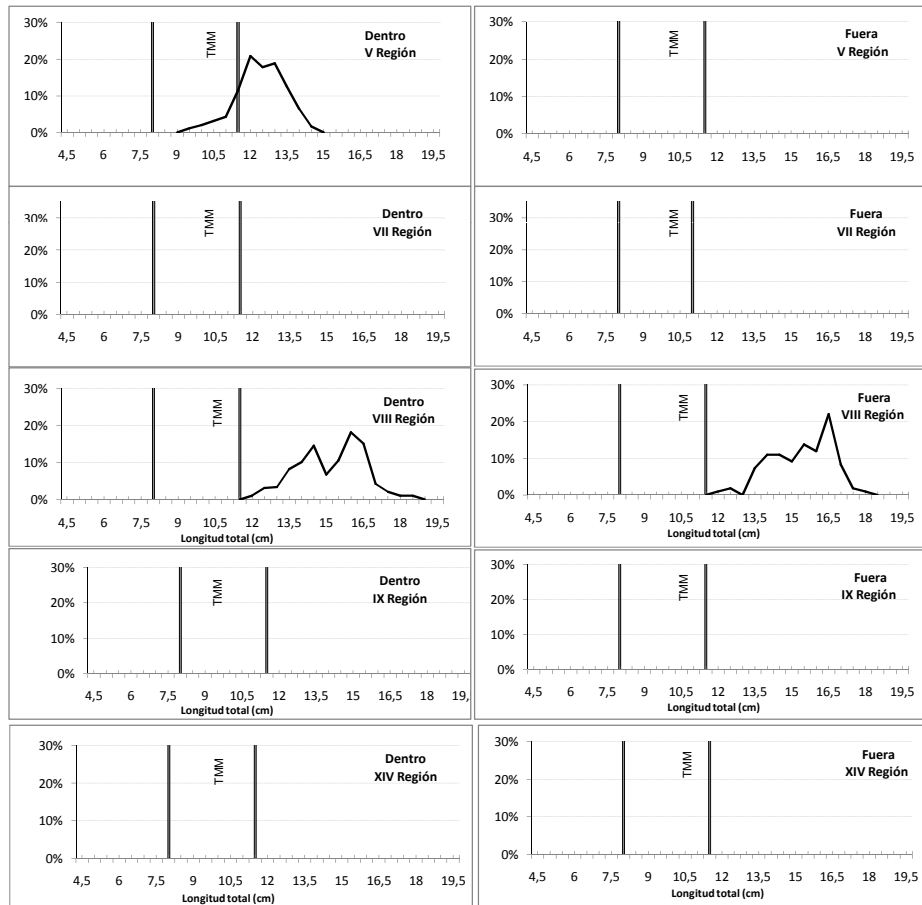 30%
20%
10%
0%
TMM
Dentro
V Región
4,5 6 7,5 9 10,5 12 13,5 15 16,5 18 19,5
30%
20%
10%
0%
TMM
Fuera
V Región
4,5 6 7,5 9 10,5 12 13,5 15 16,5 18 19,5
30%
20%
10%
0%
TMM
Dentro
VII Región
4,5 6 7,5 9 10,5 12 13,5 15 16,5 18 19,5
30%
20%
10%
0%
TMM
Fuera
VII Región
4,5 6 7,5 9 10,5 12 13,5 15 16,5 18 19,5
30%
20%
10%
0%
TMM
Dentro
VIII Región
4,5 6 7,5 9 10,5 12 13,5 15 16,5 18 19,5
Longitud total (cm)
30%
20%
10%
0%
TMM
Fuera
VIII Región
4,5 6 7,5 9 10,5 12 13,5 15 16,5 18 19,5
Longitud total (cm)
30%
20%
10%
0%
TMM
Dentro
IX Región
4,5 6 7,5 9 10,5 12 13,5 15 16,5 18 19,
Longitud total (cm)
30%
20%
10%
0%
TMM
Fuera
IX Región
4,5 6 7,5 9 10,5 12 13,5 15 16,5 18 19,5
Longitud total (cm)
30%
20%
10%
0%
TMM
Dentro
XIV Región
4,5 6 7,5 9 10,5 12 13,5 15 16,5 18 19,5
Longitud total (cm)
30%
20%
10%
0%
TMM
Fuera
XIV Región
4,5 6 7,5 9 10,5 12 13,5 15 16,5 18 19,5
Longitud total (cm)